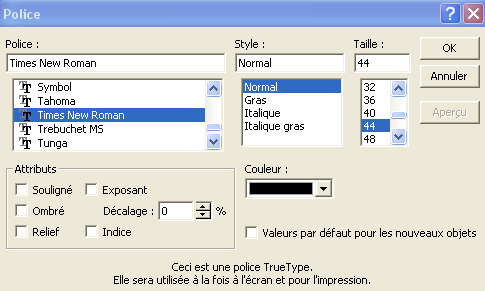 Police
Police :
Style :
Taille :
Times New Roman
Normal
44
OK
Annuler
Aperçu
Symbol
Tahoma
Times New Roman
Trebuchet MS
Tunga
Normal
Gras
Italique
Italique gras
32
36
40
44
48
Attributs
Souligné
Exposant
Ombré
Décalage : 0 %
Relief
Indice
Couleur :
Valeurs par défaut pour les nouveaux objets
Ceci est une police TrueType.
Elle sera utilisée à la fois à l'écran et pour l'impression.